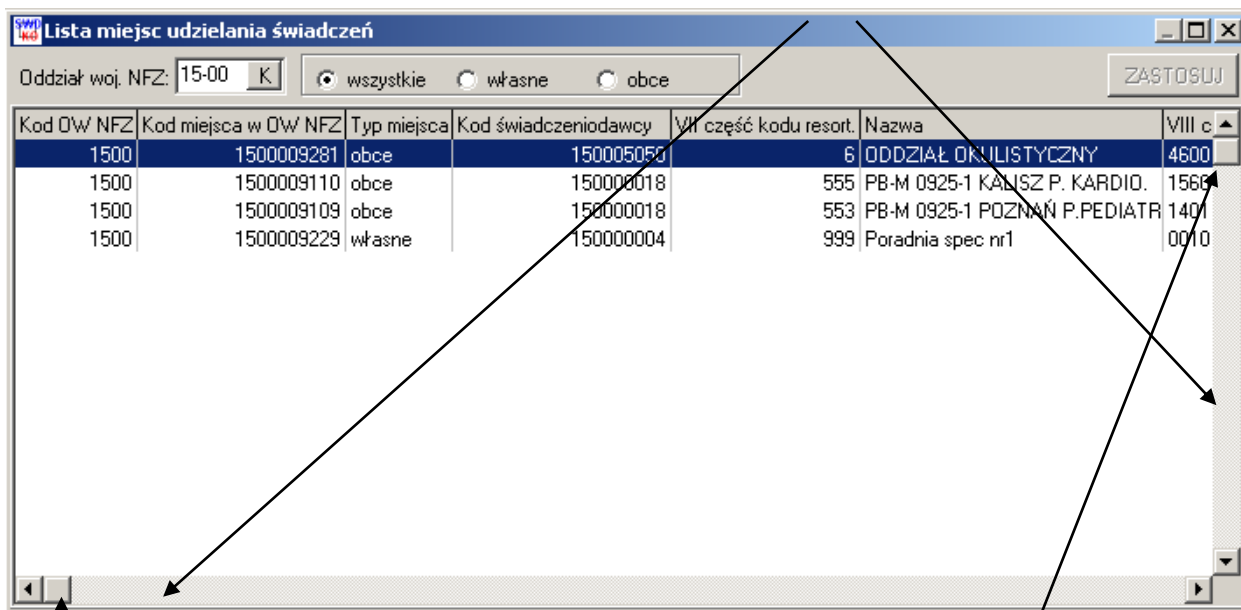 SWD KO Lista miejsc udzielania świadczeń
Oddział woj. NFZ: 15-00 K wszystkie własne obce ZASTOSUJ
Kod OW NFZ Kod miejsca w OW NFZ Typ miejsca Kod świadczeniodawcy VII część kodu resort. Nazwa VIII c
1500 1500009281 obce 150005050 6 ODDZIAŁ OKULISTYCZNY 4600
1500 1500009110 obce 150000018 555 PB-M 0925-1 KALISZ P. KARDIO. 1560
1500 1500009109 obce 150000018 553 PB-M 0925-1 POZNAŃ P.PEDIATR 1401
1500 1500009229 własne 150000004 999 Poradnia spec nr1 0010